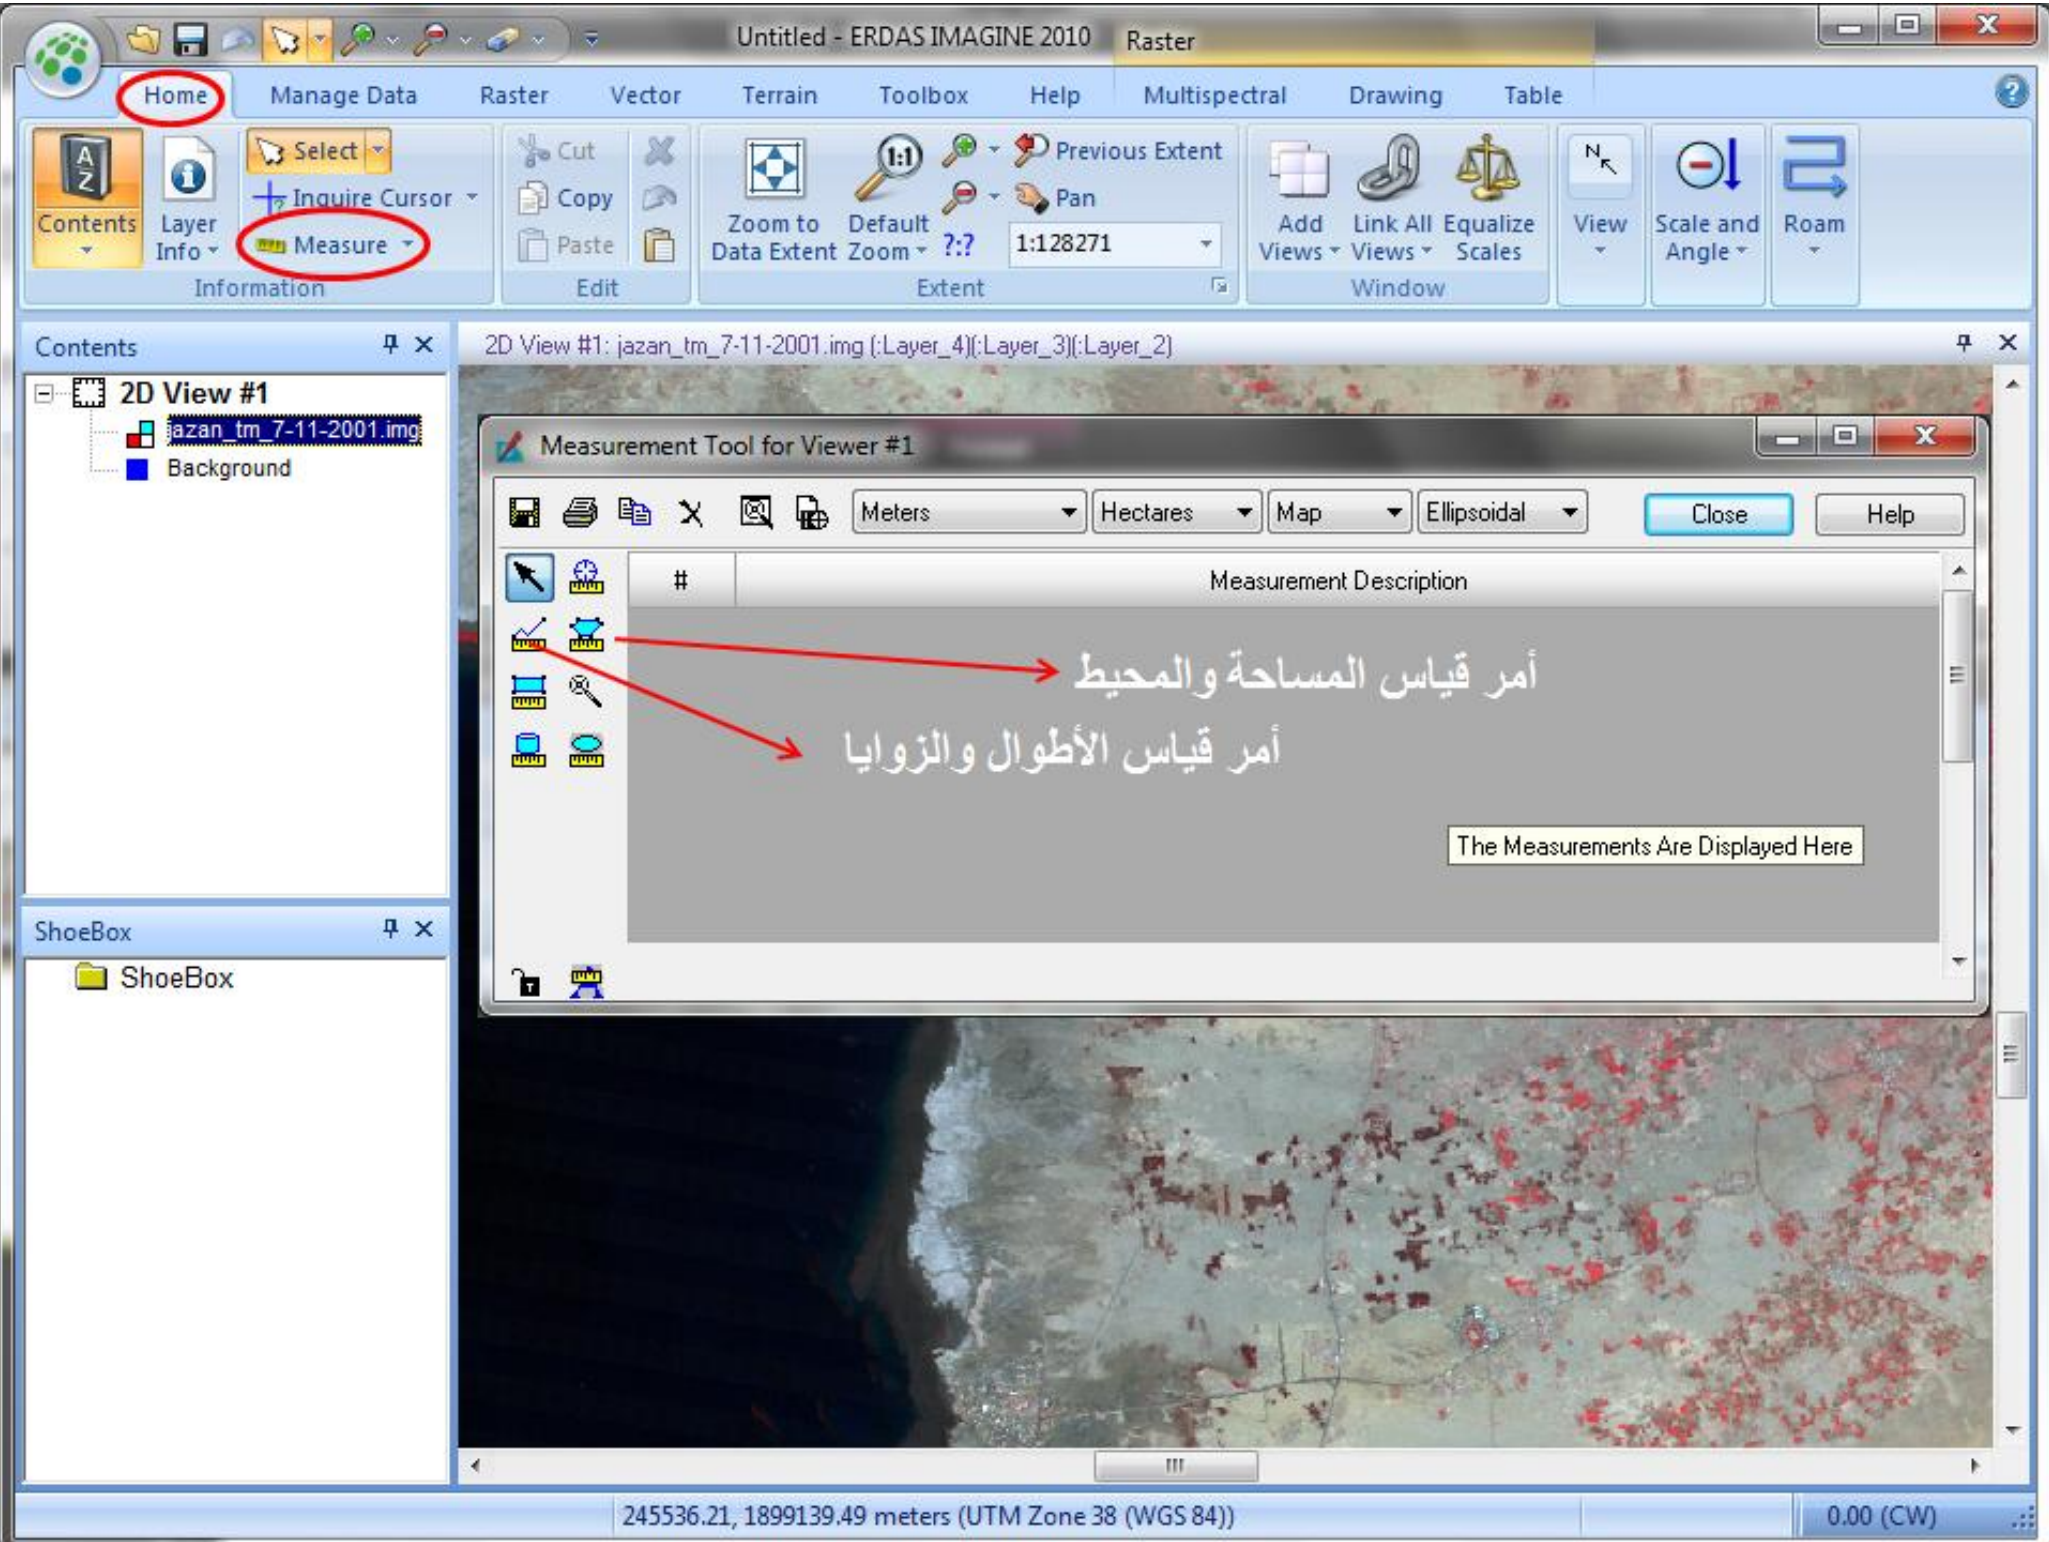 Untitled - ERDAS IMAGINE 2010
Raster
Home
Manage Data
Raster
Vector
Terrain
Toolbox
Help
Multispectral
Drawing
Table
Contents
Layer
Info
Select
Inquire Cursor
Measure
Information
Cut
Copy
Paste
Edit
Zoom to
Data Extent
1:1
Default
Zoom
?:?
Previous Extent
Pan
1:128271
Extent
Add
Views
Link All
Views
Equalize
Scales
Window
N
View
Scale and
Angle
Roam
Contents
2D View #1
jazan_tm_7-11-2001.img
Background
ShoeBox
ShoeBox
2D View #1: jazan_tm_7-11-2001.img (:Layer_4)(:Layer_3)(:Layer_2)
Measurement Tool for Viewer #1
Meters
Hectares
Map
Ellipsoidal
Close
Help
#
Measurement Description
أمر قياس المساحة والمحيط
أمر قياس الأطوال والزوايا
The Measurements Are Displayed Here
245536.21, 1899139.49 meters (UTM Zone 38 (WGS 84))
0.00 (CW)